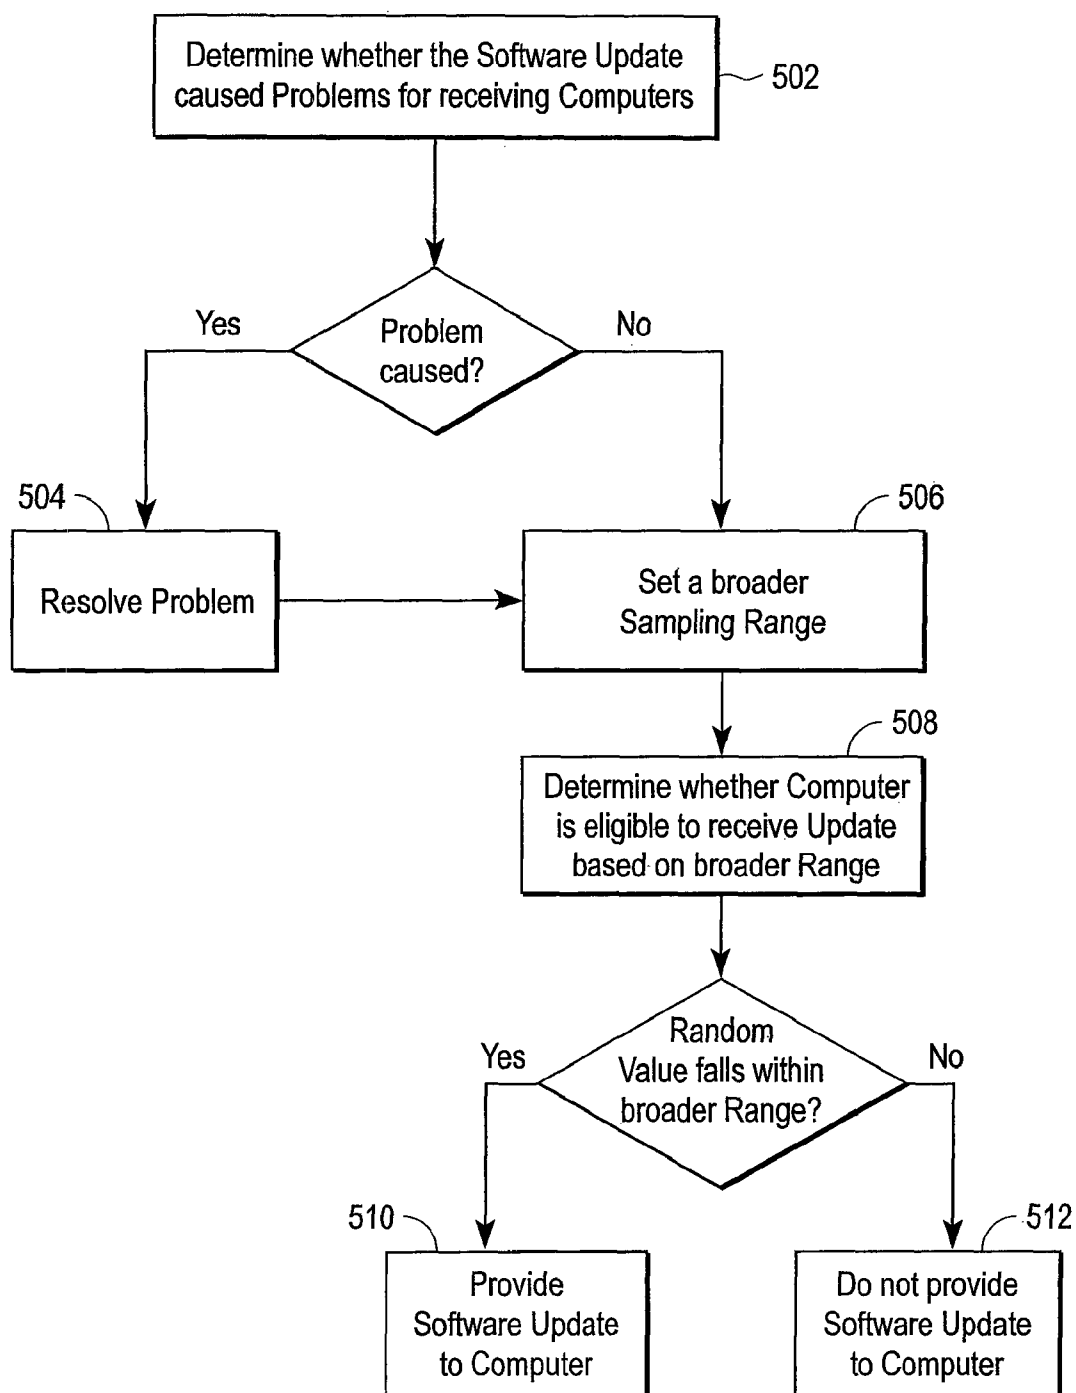 Determine whether the Software Update
caused Problems for receiving Computers
502
Yes
Problem
caused?
No
504
506
Resolve Problem
Set a broader
Sampling Range
508
Determine whether Computer
is eligible to receive Update
based on broader Range
Yes
Random
Value falls within
broader Range?
No
510
512
Provide
Software Update
to Computer
Do not provide
Software Update
to Computer